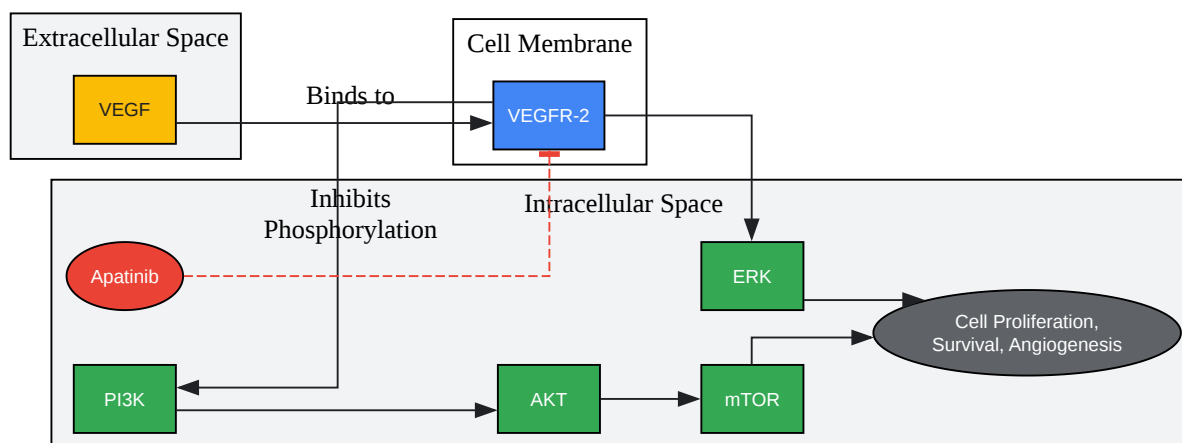 Extracellular Space
Cell Membrane
VEGF
Binds to
VEGFR-2
Inhibits
Phosphorylation
Intracellular Space
Apatinib
ERK
Cell Proliferation,
Survival, Angiogenesis
PI3K
AKT
mTOR